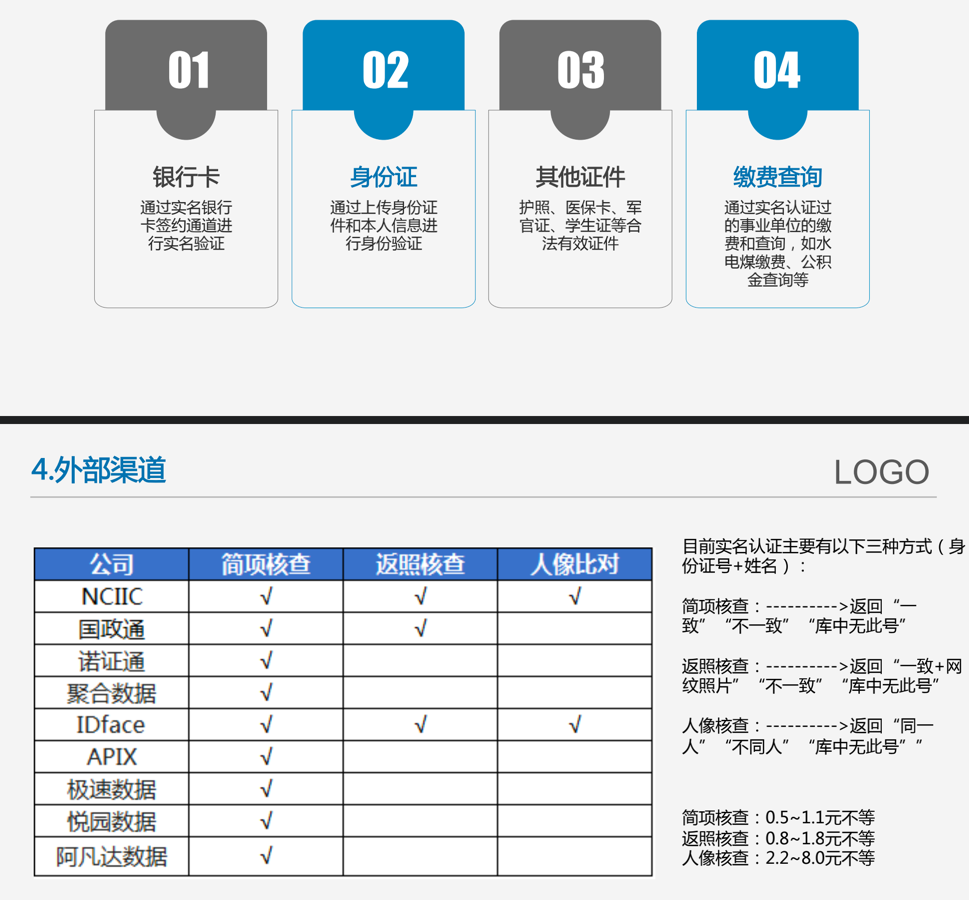 01
02
03
04
银行卡
通过实名银行
卡签约通道进
行实名验证
身份证
通过上传身份证
件和本人信息进
行身份验证
其他证件
护照、医保卡、军
官证、学生证等合
法有效证件
缴费查询
通过实名认证过
的事业单位的缴
费和查询，如水
电煤缴费、公积
金查询等
4.外部渠道
LOGO
公司 简项核查 返照核查 人像比对
NCIIC √ √ √
国政通 √ √
诺证通 √
聚合数据 √
IDface √ √ √
APIX √
极速数据 √
悦园数据 √
阿凡达数据 √
目前实名认证主要有以下三种方式（身
份证号+姓名）：
简项核查：---------->返回“一
致”“不一致”“库中无此号”
返照核查：---------->返回“一致+网
纹照片”“不一致”“库中无此号”
人像核查：---------->返回“同一
人”“不同人”“库中无此号””
简项核查：0.5~1.1元不等
返照核查：0.8~1.8元不等
人像核查：2.2~8.0元不等